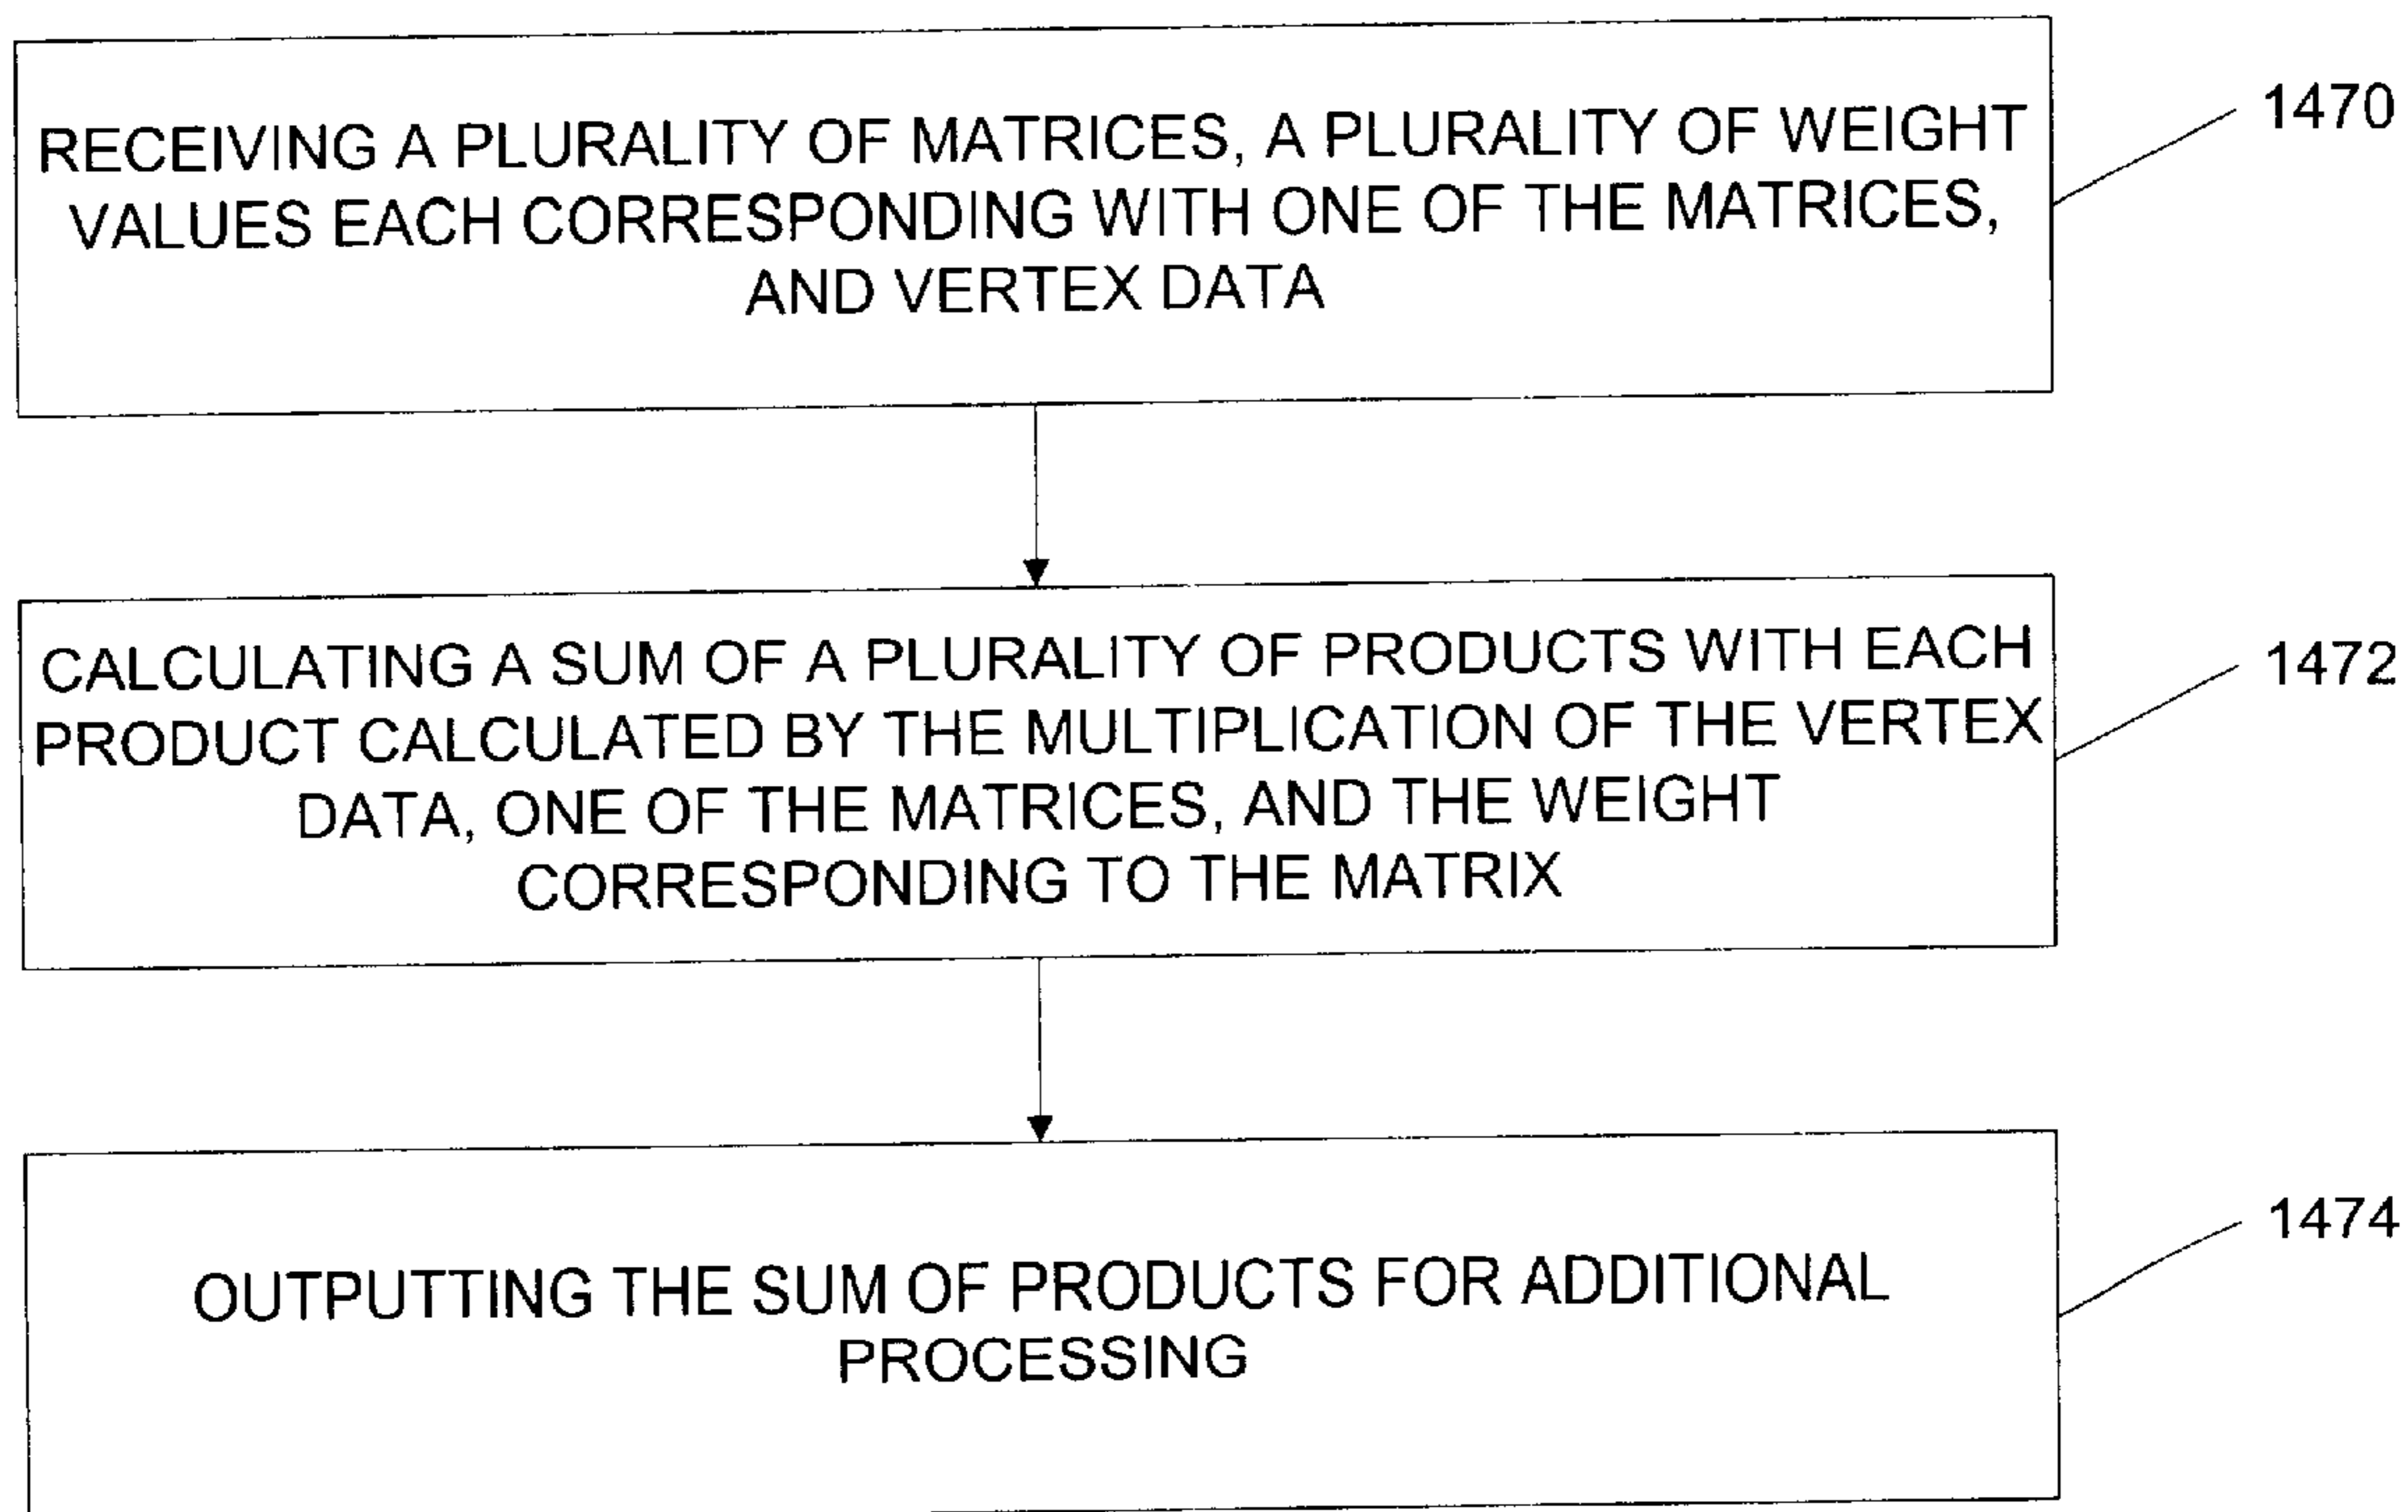 RECEIVING A PLURALITY OF MATRICES, A PLURALITY OF WEIGHT
VALUES EACH CORRESPONDING WITH ONE OF THE MATRICES,
AND VERTEX DATA
1470
CALCULATING A SUM OF A PLURALITY OF PRODUCTS WITH EACH
PRODUCT CALCULATED BY THE MULTIPLICATION OF THE VERTEX
DATA, ONE OF THE MATRICES, AND THE WEIGHT
CORRESPONDING TO THE MATRIX
1472
OUTPUTTING THE SUM OF PRODUCTS FOR ADDITIONAL
PROCESSING
1474